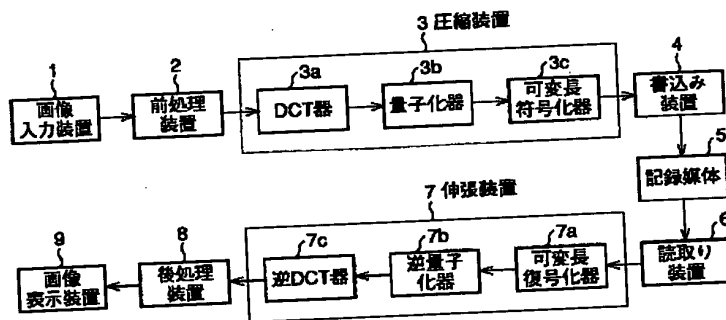 3 圧縮装置
1
画像
入力装置
2
前処理
装置
3a
DCT器
3b
量子化器
3c
可変長
符号化器
4
書込み
装置
5
記録媒体
6
読取り
装置
7 伸張装置
7a
可変長
復号化器
7b
逆量子
化器
7c
逆DCT器
8
後処理
装置
9
画像
表示装置